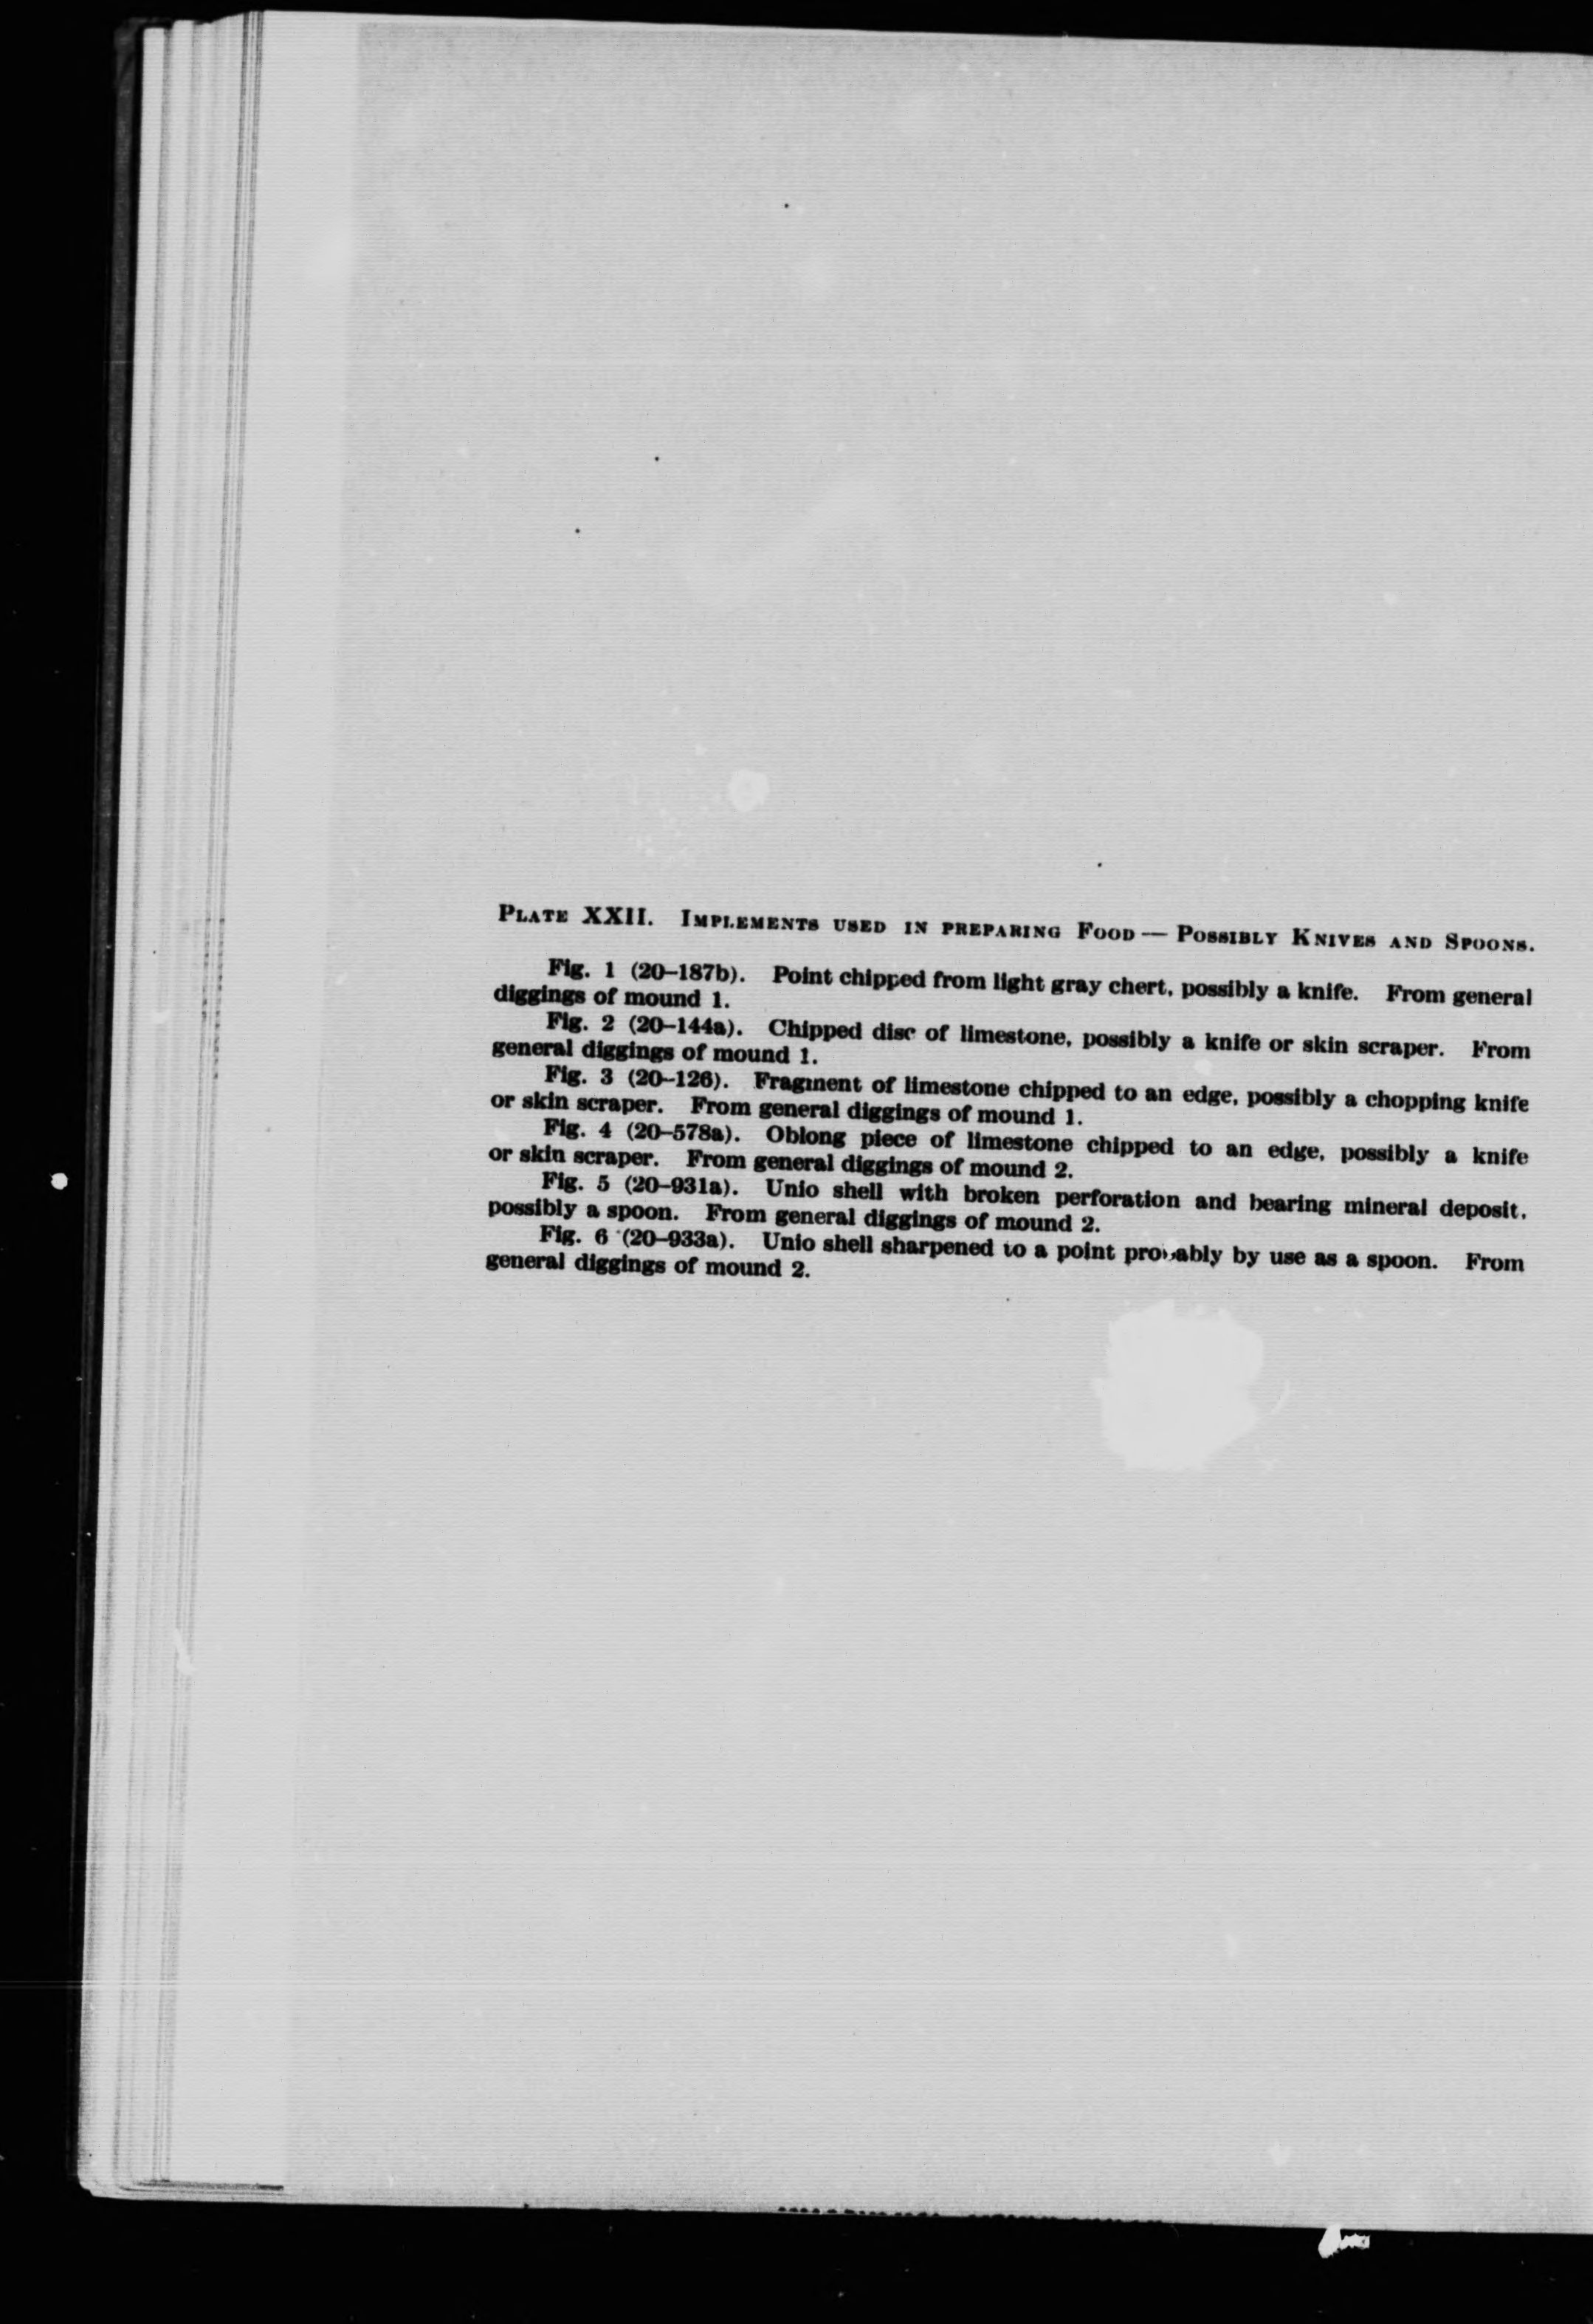 PLATE XXII. IMPLEMENTS USED IN PREPARING FOOD — POSSIBLY KNIVES AND SPOONS.
Fig. 1 (20–187b). Point chipped from light gray chert, possibly a knife. From general
diggings of mound 1.
Fig. 2 (20–144a). Chipped disc of limestone, possibly a knife or skin scraper. From
general diggings of mound 1.
Fig. 3 (20–126). Fragment of limestone chipped to an edge, possibly a chopping knife
or skin scraper. From general diggings of mound 1.
Fig. 4 (20–578a). Oblong piece of limestone chipped to an edge, possibly a knife
or skin scraper. From general diggings of mound 2.
Fig. 5 (20–931a). Unio shell with broken perforation and bearing mineral deposit,
possibly a spoon. From general diggings of mound 2.
Fig. 6 (20–933a). Unio shell sharpened to a point probably by use as a spoon. From
general diggings of mound 2.